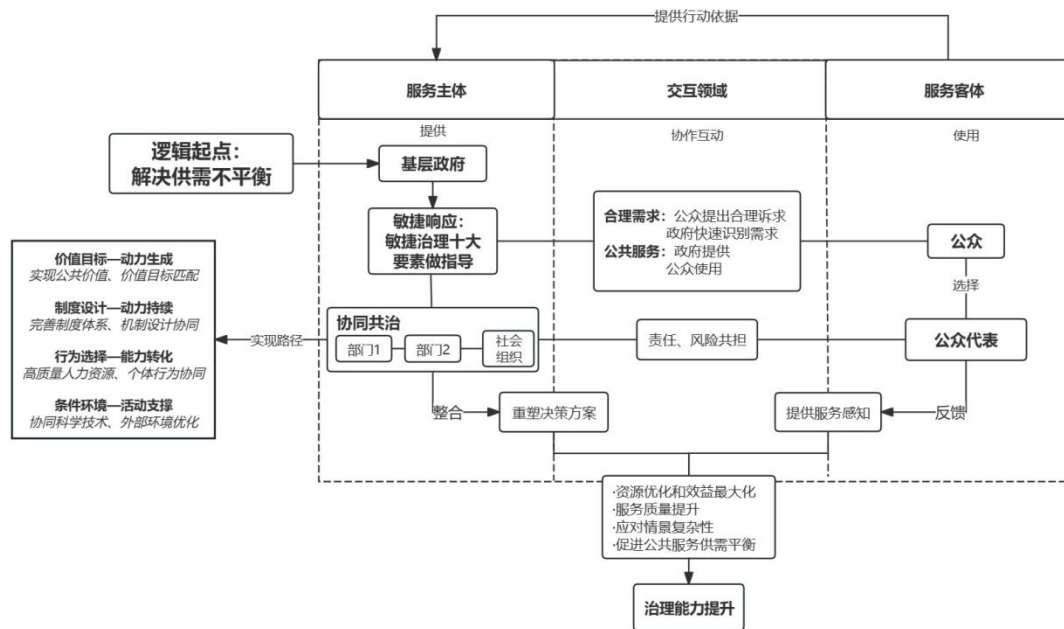 提供行动依据
服务主体
交互领域
服务客体
提供
协作互动
使用
逻辑起点：
解决供需不平衡
基层政府
敏捷响应：
敏捷治理十大
要素做指导
合理需求：公众提出合理诉求
政府快速识别需求
公共服务：政府提供
公众使用
公众
选择
价值目标—动力生成
实现公共价值、价值目标匹配
制度设计—动力持续
完善制度体系、机制设计协同
行为选择—能力转化
高质量人力资源、个体行为协同
条件环境—活动支撑
协同科学技术、外部环境优化
实现路径
协同共治
部门1
部门2
社会
组织
责任、风险共担
公众代表
整合
重塑决策方案
提供服务感知
反馈
·资源优化和效益最大化
·服务质量提升
·应对情景复杂性
·促进公共服务供需平衡
治理能力提升